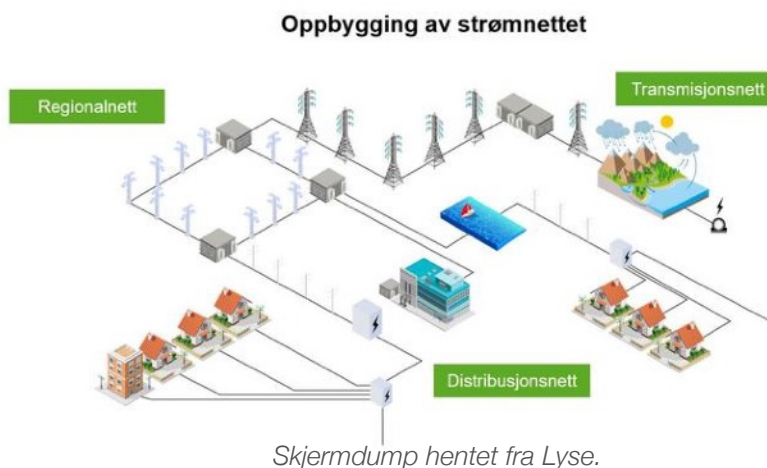 Oppbygging av strømnettet
Regionalnett
Transmisjonsnett
Distribusjonsnett
Skjermdump hentet fra Lyse.